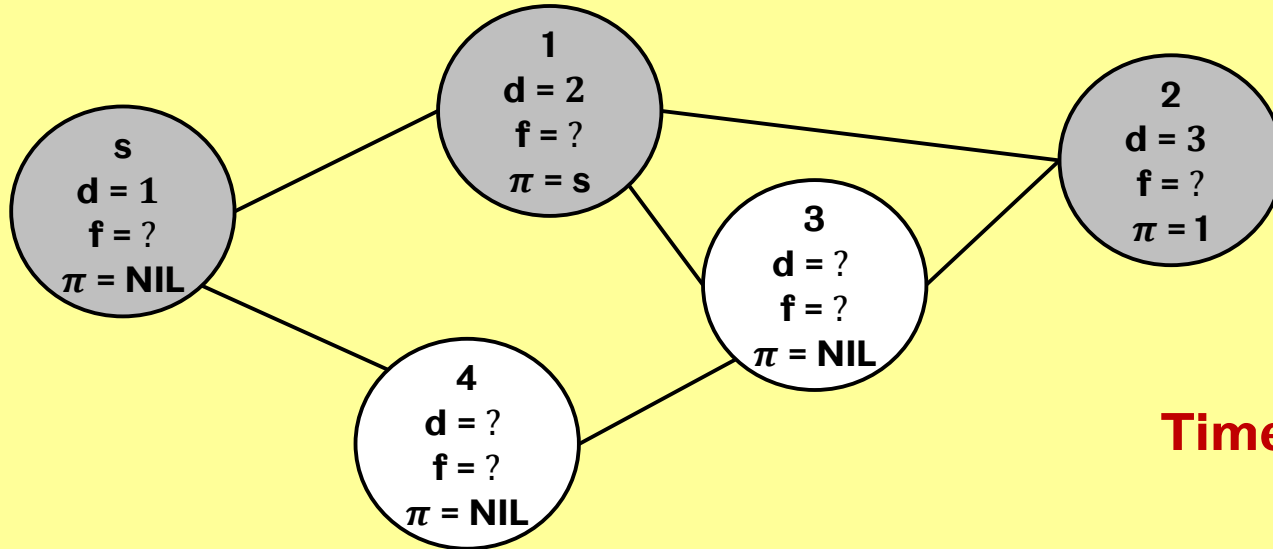 s
d = 1
f = ?
π = NIL
1
d = 2
f = ?
π = s
2
d = 3
f = ?
π = 1
3
d = ?
f = ?
π = NIL
4
d = ?
f = ?
π = NIL
Time